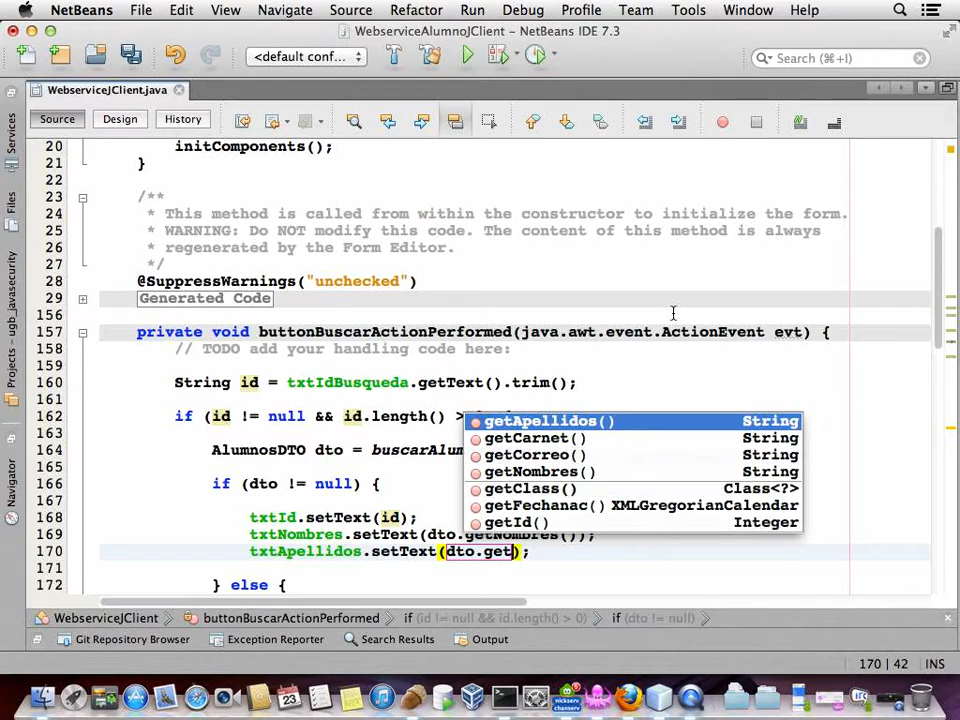 NetBeans File Edit View Navigate Source Refactor Run Debug Profile Team Tools Window Help
WebserviceAlumnoJClient - NetBeans IDE 7.3
<default conf... Search (⌘+I)
WebserviceJClient.java
Source Design History
Services
Files
Projects - ugb_javasecurity
Navigator
20 initComponents();
21 }
22
23 /**
24 * This method is called from within the constructor to initialize the form.
25 * WARNING: Do NOT modify this code. The content of this method is always
26 * regenerated by the Form Editor.
27 */
28 @SuppressWarnings("unchecked")
29 Generated Code
156
157 private void buttonBuscarActionPerformed(java.awt.event.ActionEvent evt) {
158 // TODO add your handling code here:
159
160 String id = txtIdBusqueda.getText().trim();
161
162 if (id != null && id.length() >
163
164 AlumnosDTO dto = buscarAlum
165
166 if (dto != null) {
167
168 txtId.setText(id);
169 txtNombres.setText(dto.getNombres());
170 txtApellidos.setText(dto.get);
171
172 } else {
getApellidos() String
getCarnet() String
getCorreo() String
getNombres() String
getClass() Class<?>
getFechanac() XMLGregorianCalendar
getId() Integer
WebserviceJClient buttonBuscarActionPerformed if (id != null && id.length() > 0) if (dto != null)
Git Repository Browser Exception Reporter Search Results Output
170 | 42 INS